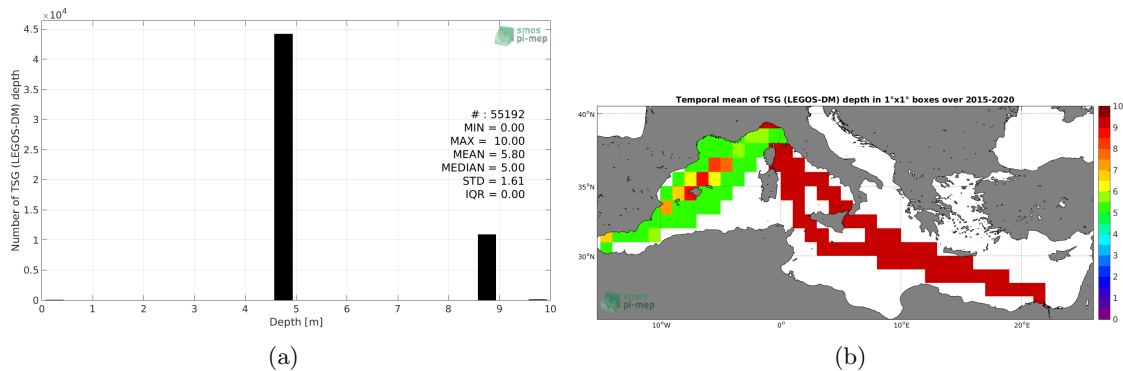 ×10⁴
4.5
4
3.5
3
2.5
2
1.5
1
0.5
0
Number of TSG (LEGOS-DM) depth
smos
pi-mep
# : 55192
MIN = 0.00
MAX = 10.00
MEAN = 5.80
MEDIAN = 5.00
STD = 1.61
IQR = 0.00
0 1 2 3 4 5 6 7 8 9 10
Depth [m]
(a)
Temporal mean of TSG (LEGOS-DM) depth in 1°x1° boxes over 2015-2020
40°N
35°N
30°N
smos
pi-mep
10°W 0° 10°E 20°E
10
9
8
7
6
5
4
3
2
1
0
(b)